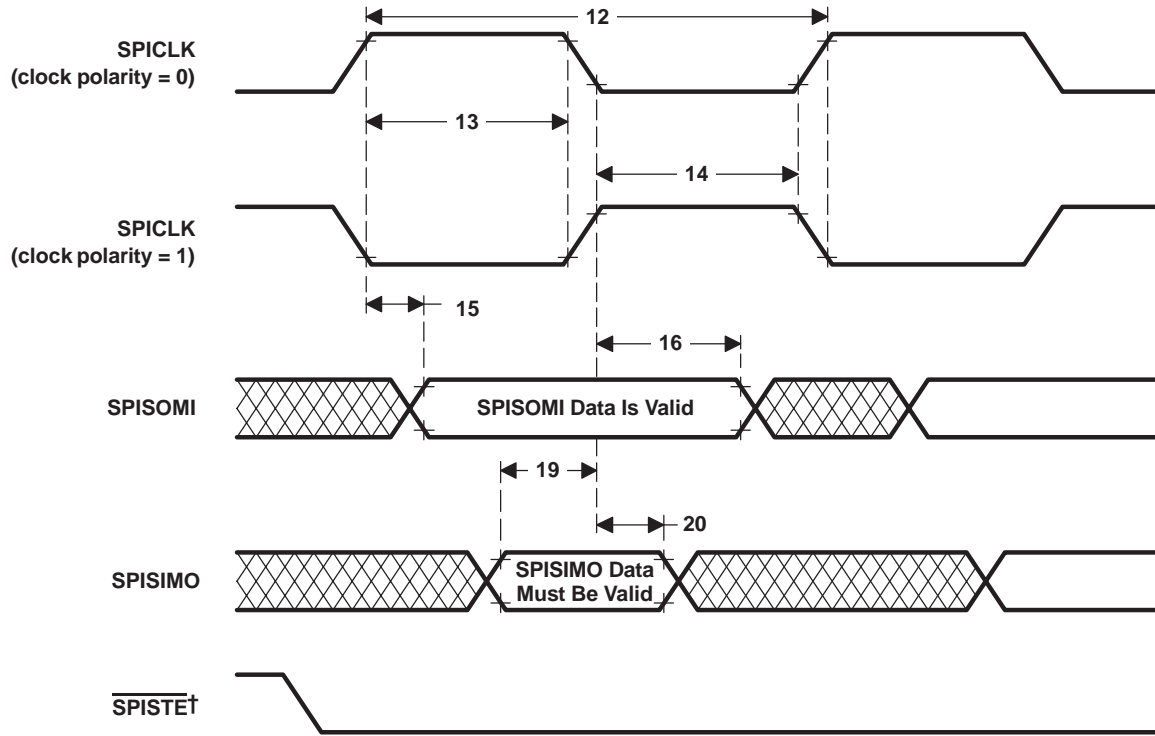 12
SPICLK
(clock polarity = 0)
13
14
SPICLK
(clock polarity = 1)
15
16
SPISOMI
SPISOMI Data Is Valid
19
20
SPISIMO
SPISIMO Data
Must Be Valid
SPISTE†